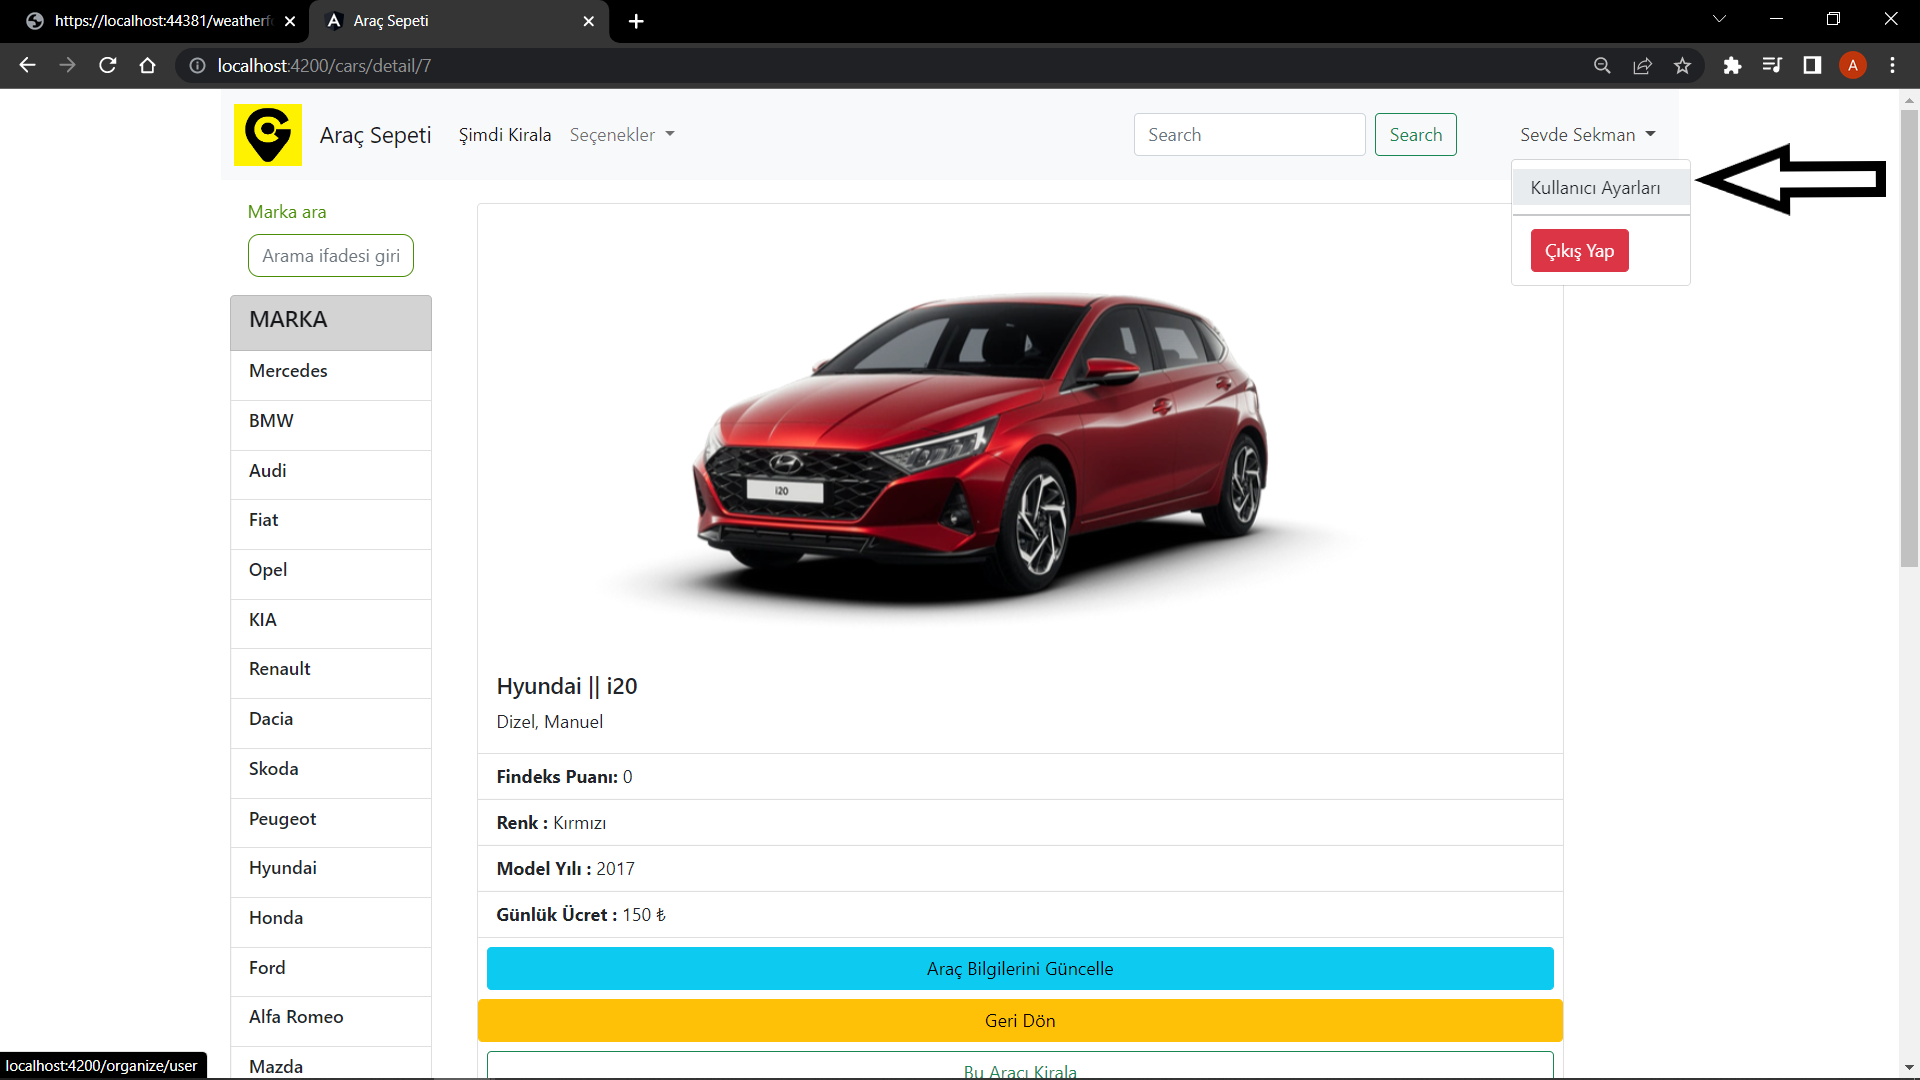 https://localhost:44381/weatherf
Araç Sepeti
localhost:4200/cars/detail/7
A
Araç Sepeti
Şimdi Kirala
Seçenekler
Search
Search
Sevde Sekman
Kullanıcı Ayarları
Çıkış Yap
Marka ara
Arama ifadesi giri
MARKA
Mercedes
BMW
Audi
Fiat
Opel
KIA
Renault
Dacia
Skoda
Peugeot
Hyundai
Honda
Ford
Alfa Romeo
Mazda
i20
Hyundai || i20
Dizel, Manuel
Findeks Puanı: 0
Renk : Kırmızı
Model Yılı : 2017
Günlük Ücret : 150 ₺
Araç Bilgilerini Güncelle
Geri Dön
Bu Aracı Kirala
localhost:4200/organize/user